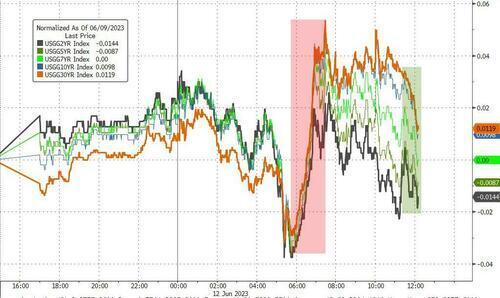 Normalized As Of 06/09/2023
Last Price
USGG2YR Index -0.0144
USGG5YR Index -0.0087
USGG7YR Index 0.00
USGG10YR Index 0.0098
USGG30YR Index 0.0119
0.06
0.04
0.02
0.0119
0.00
-0.0087
-0.0144
-0.02
-0.04
16:00 18:00 20:00 22:00 00:00 02:00 04:00 06:00 08:00 10:00 12:00
12 Jun 2023